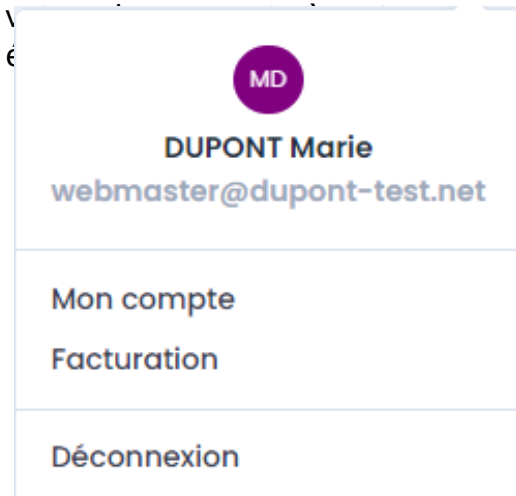 MD
DUPONT Marie
webmaster@dupont-test.net
Mon compte
Facturation
Déconnexion